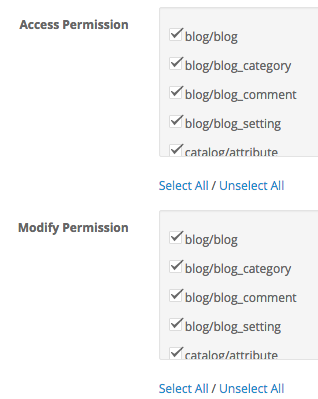 Access Permission
blog/blog
blog/blog_category
blog/blog_comment
blog/blog_setting
catalog/attribute
Select All / Unselect All
Modify Permission
blog/blog
blog/blog_category
blog/blog_comment
blog/blog_setting
catalog/attribute
Select All / Unselect All